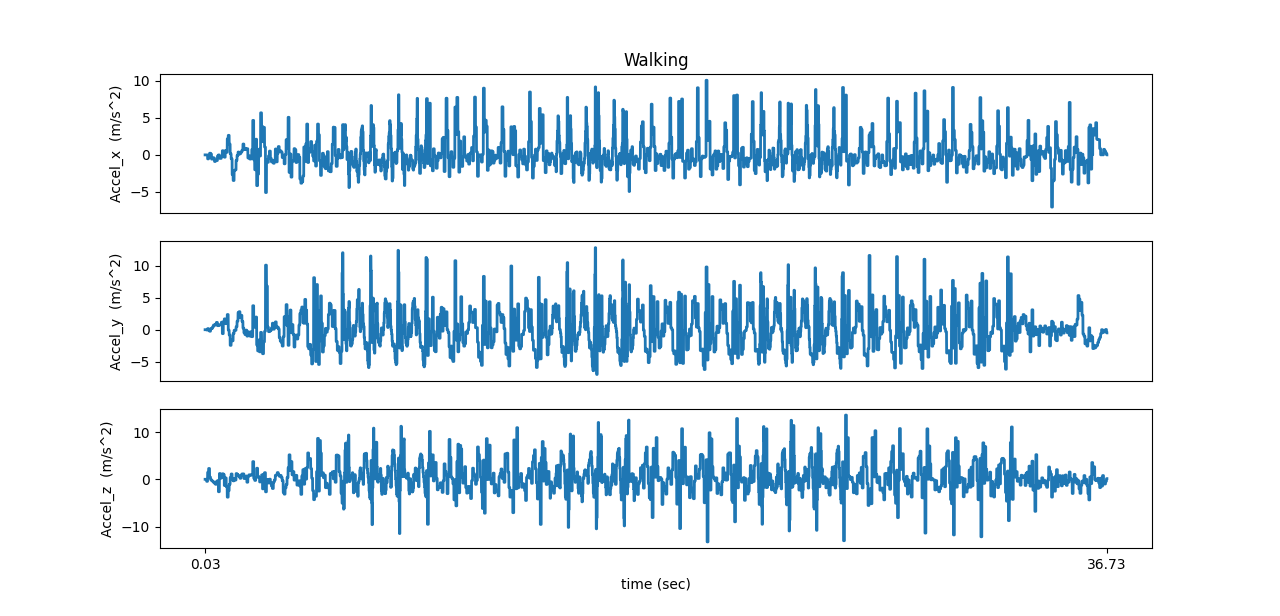 Walking
Accel_x (m/s^2)
10
5
0
−5
Accel_y (m/s^2)
10
5
0
−5
Accel_z (m/s^2)
10
0
−10
0.03
36.73
time (sec)